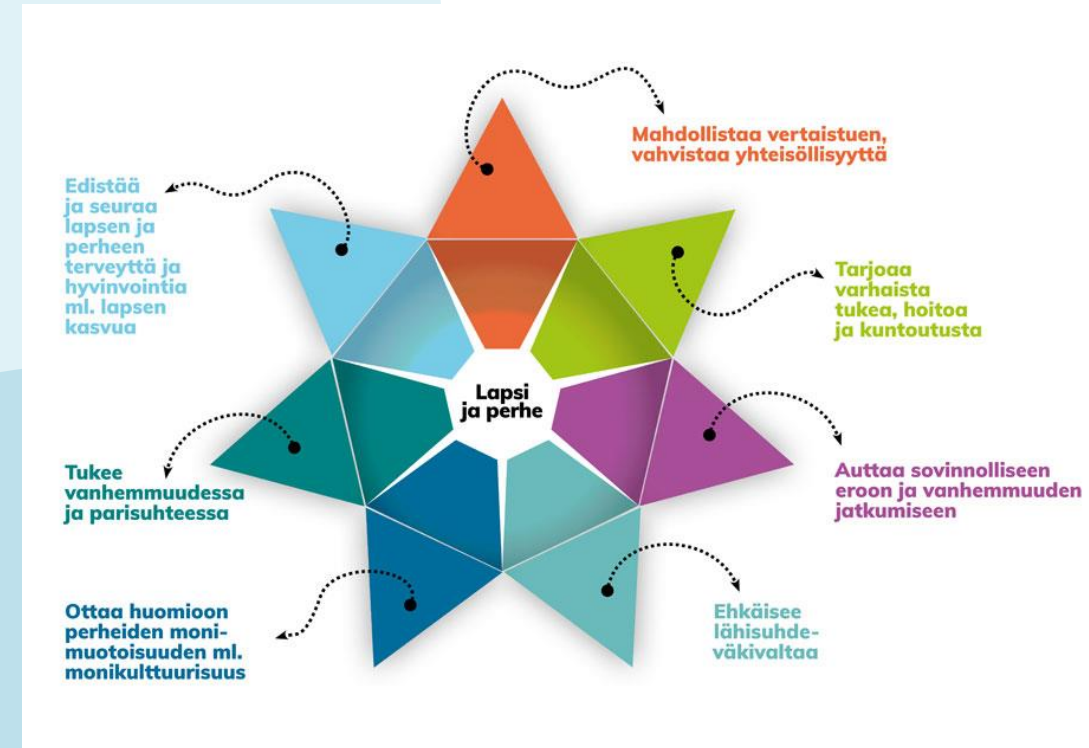 Mahdollistaa vertaistuen,
vahvistaa yhteisöllisyyttä
Edistää
ja seuraa
lapsen ja
perheen
terveyttä ja
hyvinvointia
ml. lapsen
kasvua
Tarjoaa
varhaista
tukea, hoitoa
ja kuntoutusta
Lapsi
ja perhe
Tukee
vanhemmuudessa
ja parisuhteessa
Auttaa sovinnolliseen
eroon ja vanhemmuuden
jatkumiseen
Ottaa huomioon
perheiden moni-
muotoisuuden ml.
monikulttuurisuus
Ehkäisee
lähisuhde-
väkivaltaa